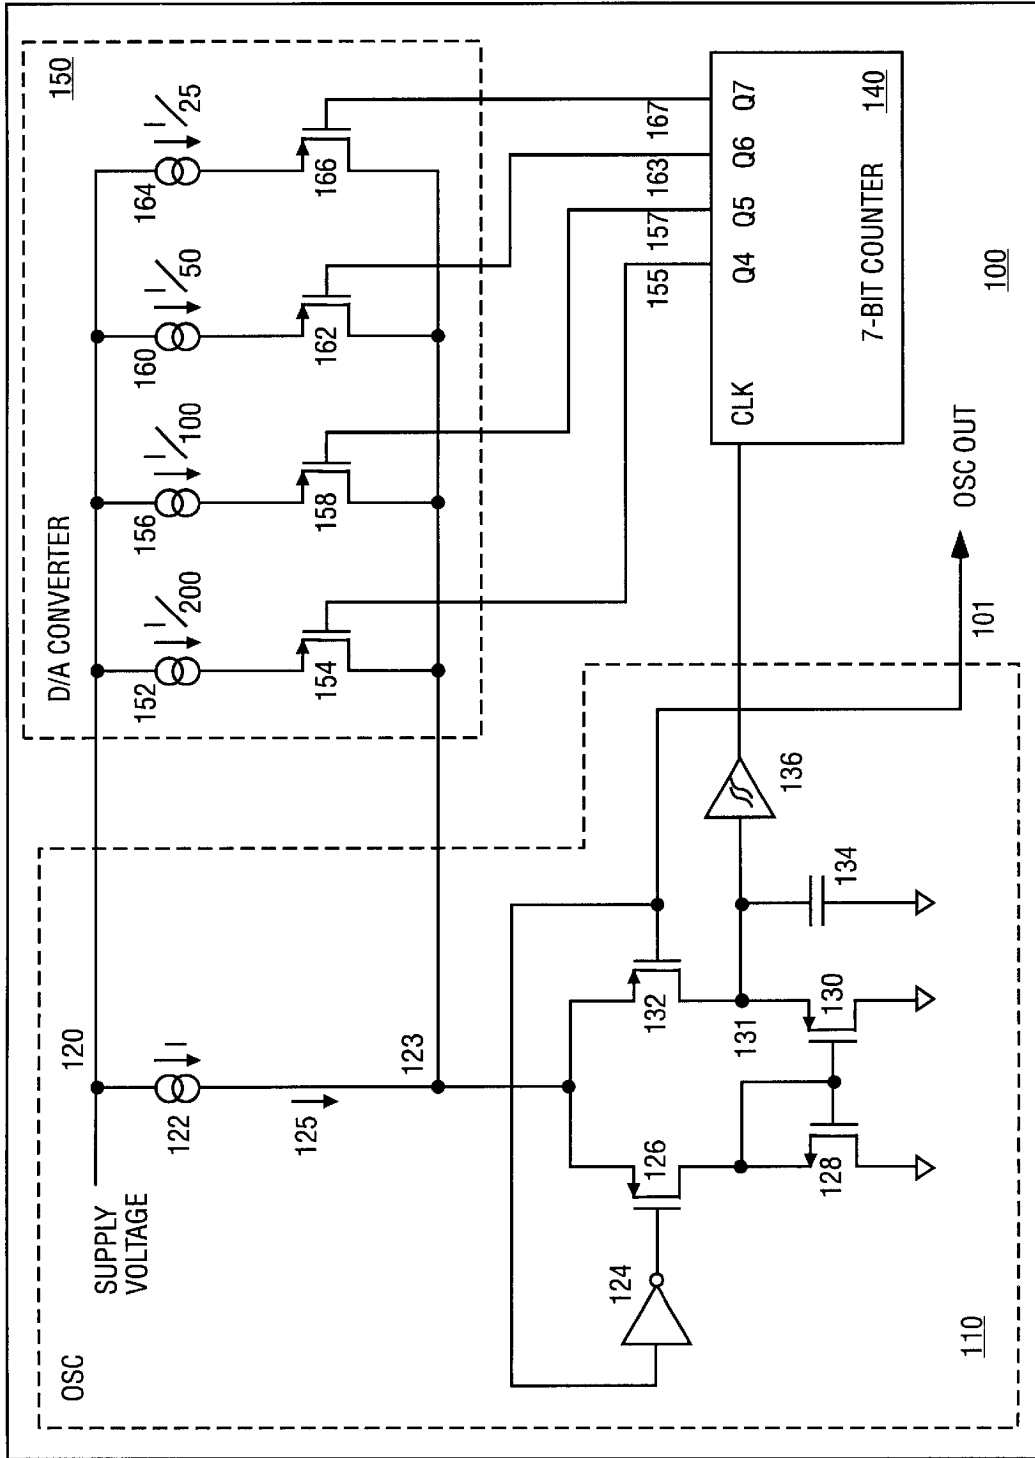 150
D/A CONVERTER
152
I/200
156
I/100
160
I/50
164
I/25
154
158
162
166
OSC
SUPPLY
VOLTAGE
120
122
I
125
123
155
157
163
167
Q4
Q5
Q6
Q7
CLK
140
7-BIT COUNTER
124
126
132
131
136
128
130
134
OSC OUT
101
110
100